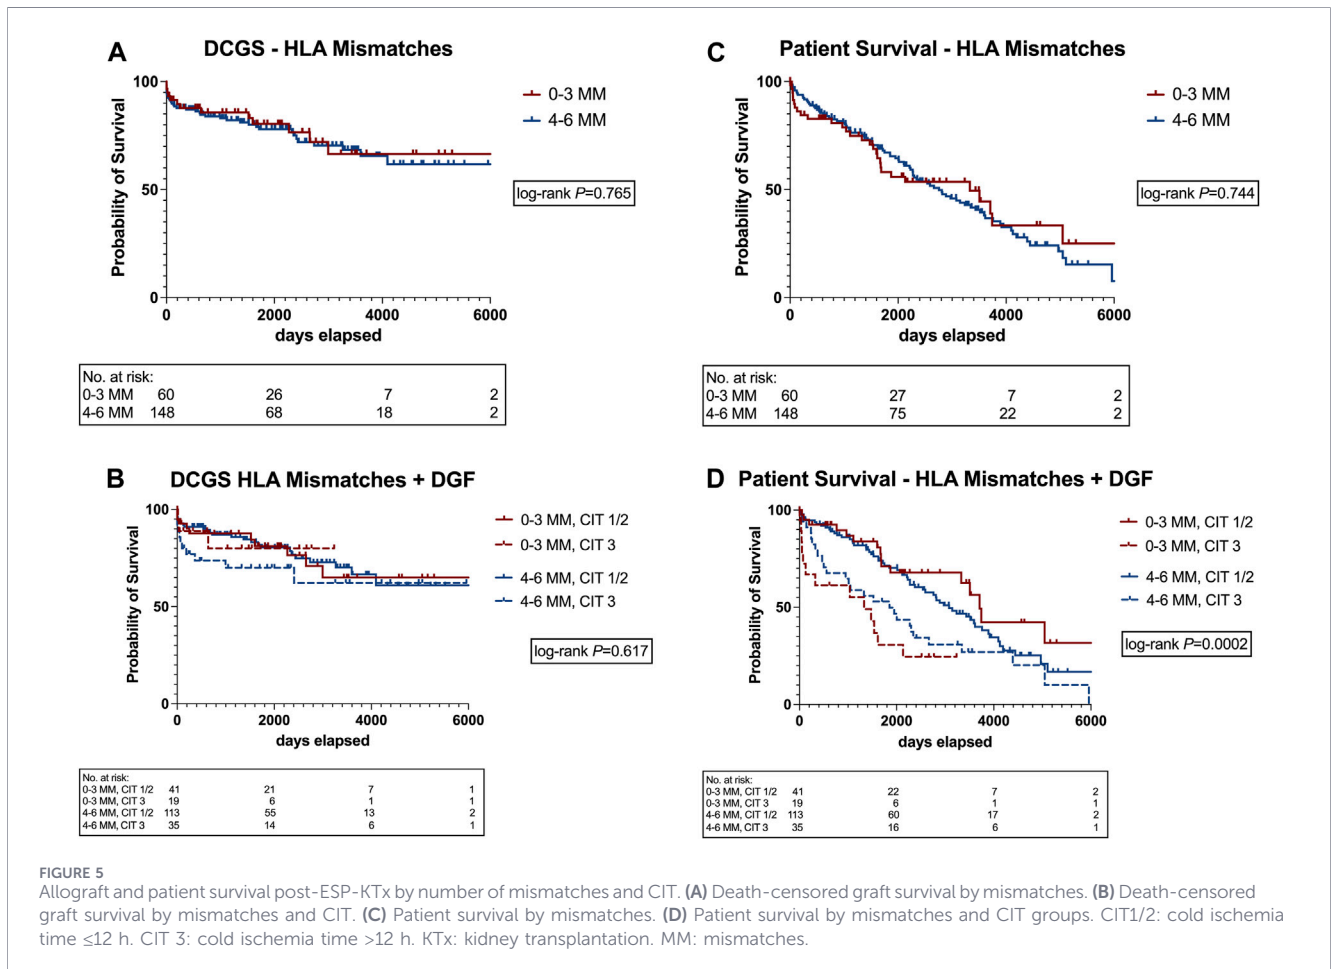 A
DCGS - HLA Mismatches
Probability of Survival
100
50
0
0 2000 4000 6000
days elapsed
0-3 MM
4-6 MM
log-rank P=0.765
No. at risk:
0-3 MM 60 26 7 2
4-6 MM 148 68 18 2
C
Patient Survival - HLA Mismatches
Probability of Survival
100
50
0
0 2000 4000 6000
days elapsed
0-3 MM
4-6 MM
log-rank P=0.744
No. at risk:
0-3 MM 60 27 7 2
4-6 MM 148 75 22 2
B
DCGS HLA Mismatches + DGF
Probability of Survival
100
50
0
0 2000 4000 6000
days elapsed
0-3 MM, CIT 1/2
0-3 MM, CIT 3
4-6 MM, CIT 1/2
4-6 MM, CIT 3
log-rank P=0.617
No. at risk:
0-3 MM, CIT 1/2 41 21 7 1
0-3 MM, CIT 3 19 6 1 1
4-6 MM, CIT 1/2 113 55 13 2
4-6 MM, CIT 3 35 14 6 1
D
Patient Survival - HLA Mismatches + DGF
Probability of Survival
100
50
0
0 2000 4000 6000
days elapsed
0-3 MM, CIT 1/2
0-3 MM, CIT 3
4-6 MM, CIT 1/2
4-6 MM, CIT 3
log-rank P=0.0002
No. at risk:
0-3 MM, CIT 1/2 41 22 7 2
0-3 MM, CIT 3 19 6 1 1
4-6 MM, CIT 1/2 113 60 17 2
4-6 MM, CIT 3 35 16 6 1
FIGURE 5
Allograft and patient survival post-ESP-KTx by number of mismatches and CIT. (A) Death-censored graft survival by mismatches. (B) Death-censored
graft survival by mismatches and CIT. (C) Patient survival by mismatches. (D) Patient survival by mismatches and CIT groups. CIT1/2: cold ischemia
time ≤12 h. CIT 3: cold ischemia time >12 h. KTx: kidney transplantation. MM: mismatches.